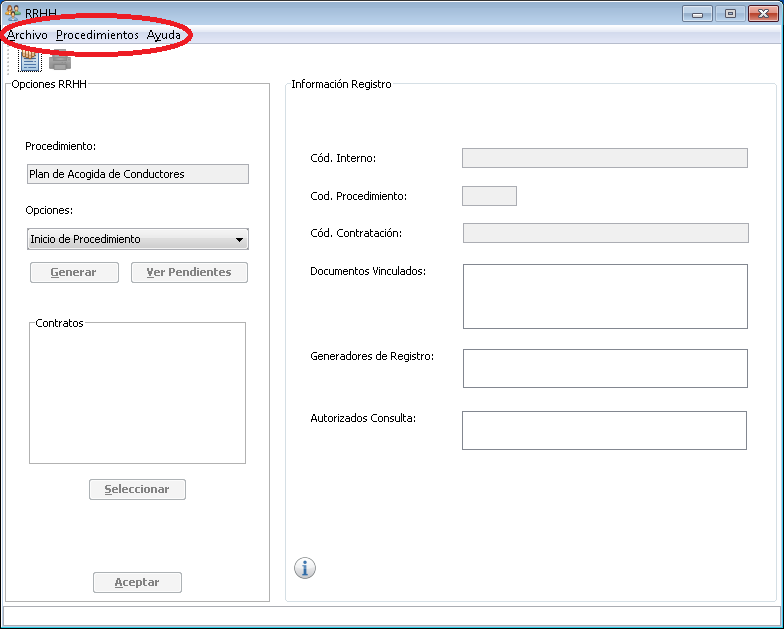 RRHH
Archivo Procedimientos Ayuda
Opciones RRHH
Procedimiento:
Plan de Acogida de Conductores
Opciones:
Inicio de Procedimiento
Generar Ver Pendientes
Contratos
Seleccionar
Aceptar
Información Registro
Cód. Interno:
Cod. Procedimiento:
Cód. Contratación:
Documentos Vinculados:
Generadores de Registro:
Autorizados Consulta: